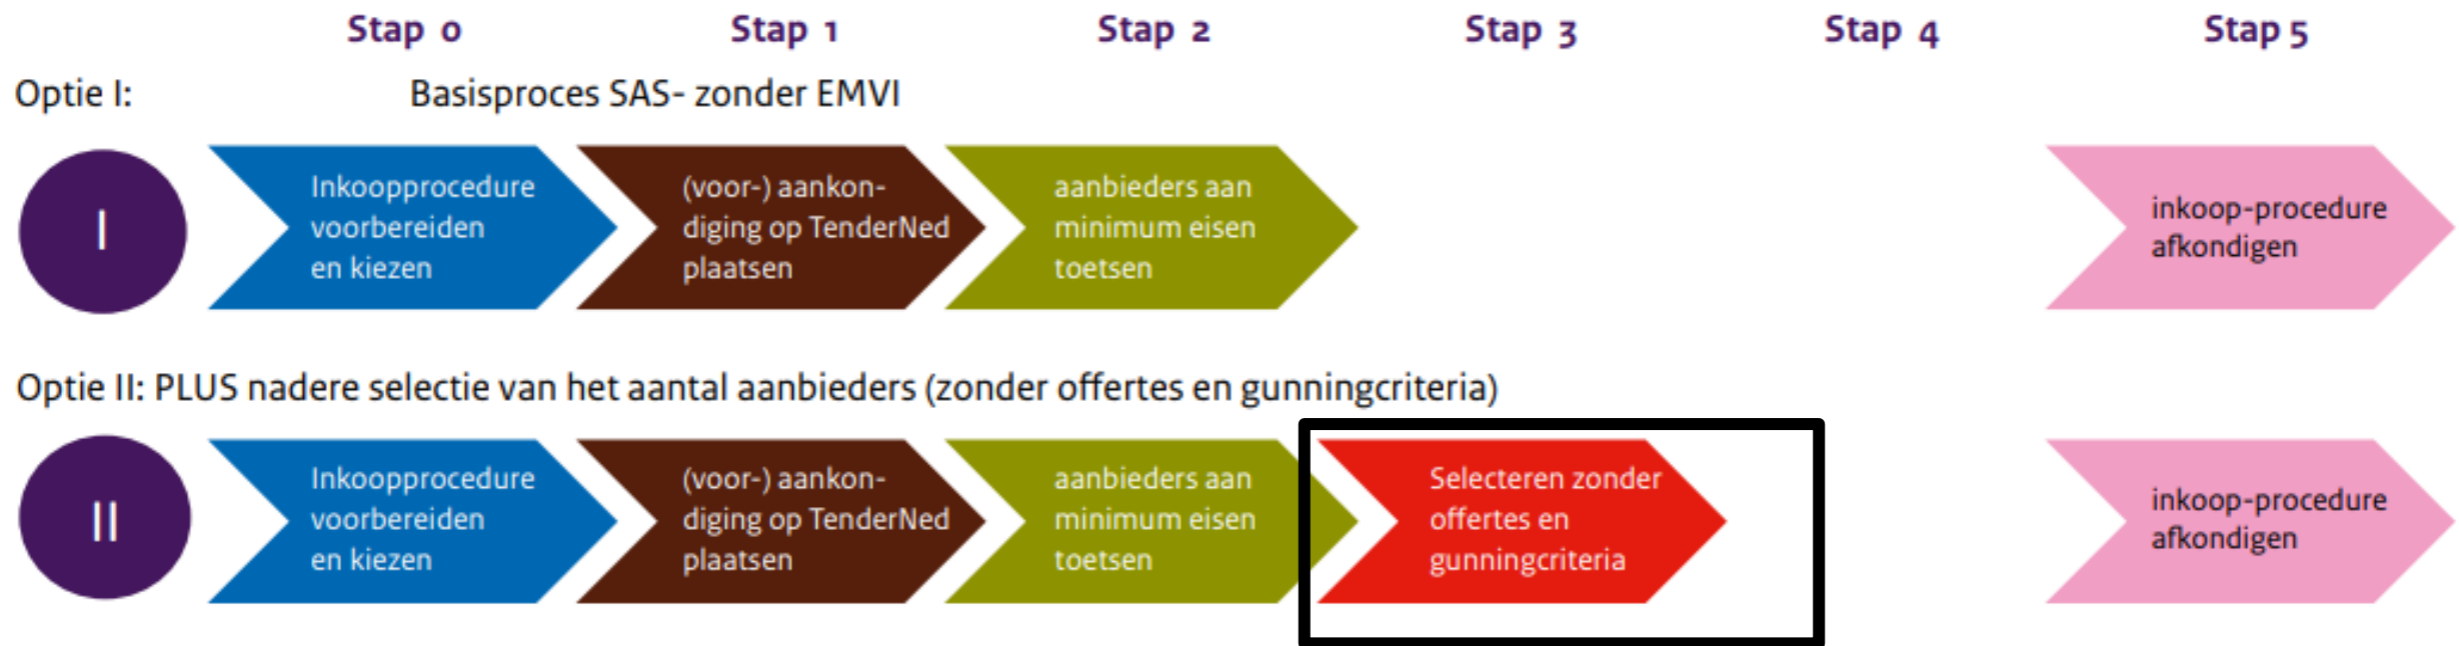 Stap 0 Stap 1 Stap 2 Stap 3 Stap 4 Stap 5
Optie I: Basisproces SAS- zonder EMVI
I
Inkoopprocedure
voorbereiden
en kiezen
(voor-) aankon-
diging op TenderNed
plaatsen
aanbieders aan
minimum eisen
toetsen
inkoop-procedure
afkondigen
Optie II: PLUS nadere selectie van het aantal aanbieders (zonder offertes en gunningcriteria)
II
Inkoopprocedure
voorbereiden
en kiezen
(voor-) aankon-
diging op TenderNed
plaatsen
aanbieders aan
minimum eisen
toetsen
Selecteren zonder
offertes en
gunningcriteria
inkoop-procedure
afkondigen